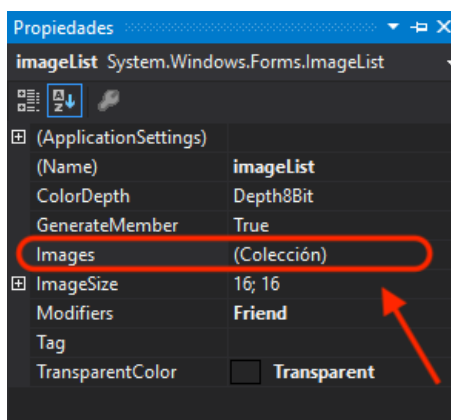 Propiedades
imageList System.Windows.Forms.ImageList
(ApplicationSettings)
(Name) imageList
ColorDepth Depth8Bit
GenerateMember True
Images (Colección)
ImageSize 16; 16
Modifiers Friend
Tag
TransparentColor Transparent